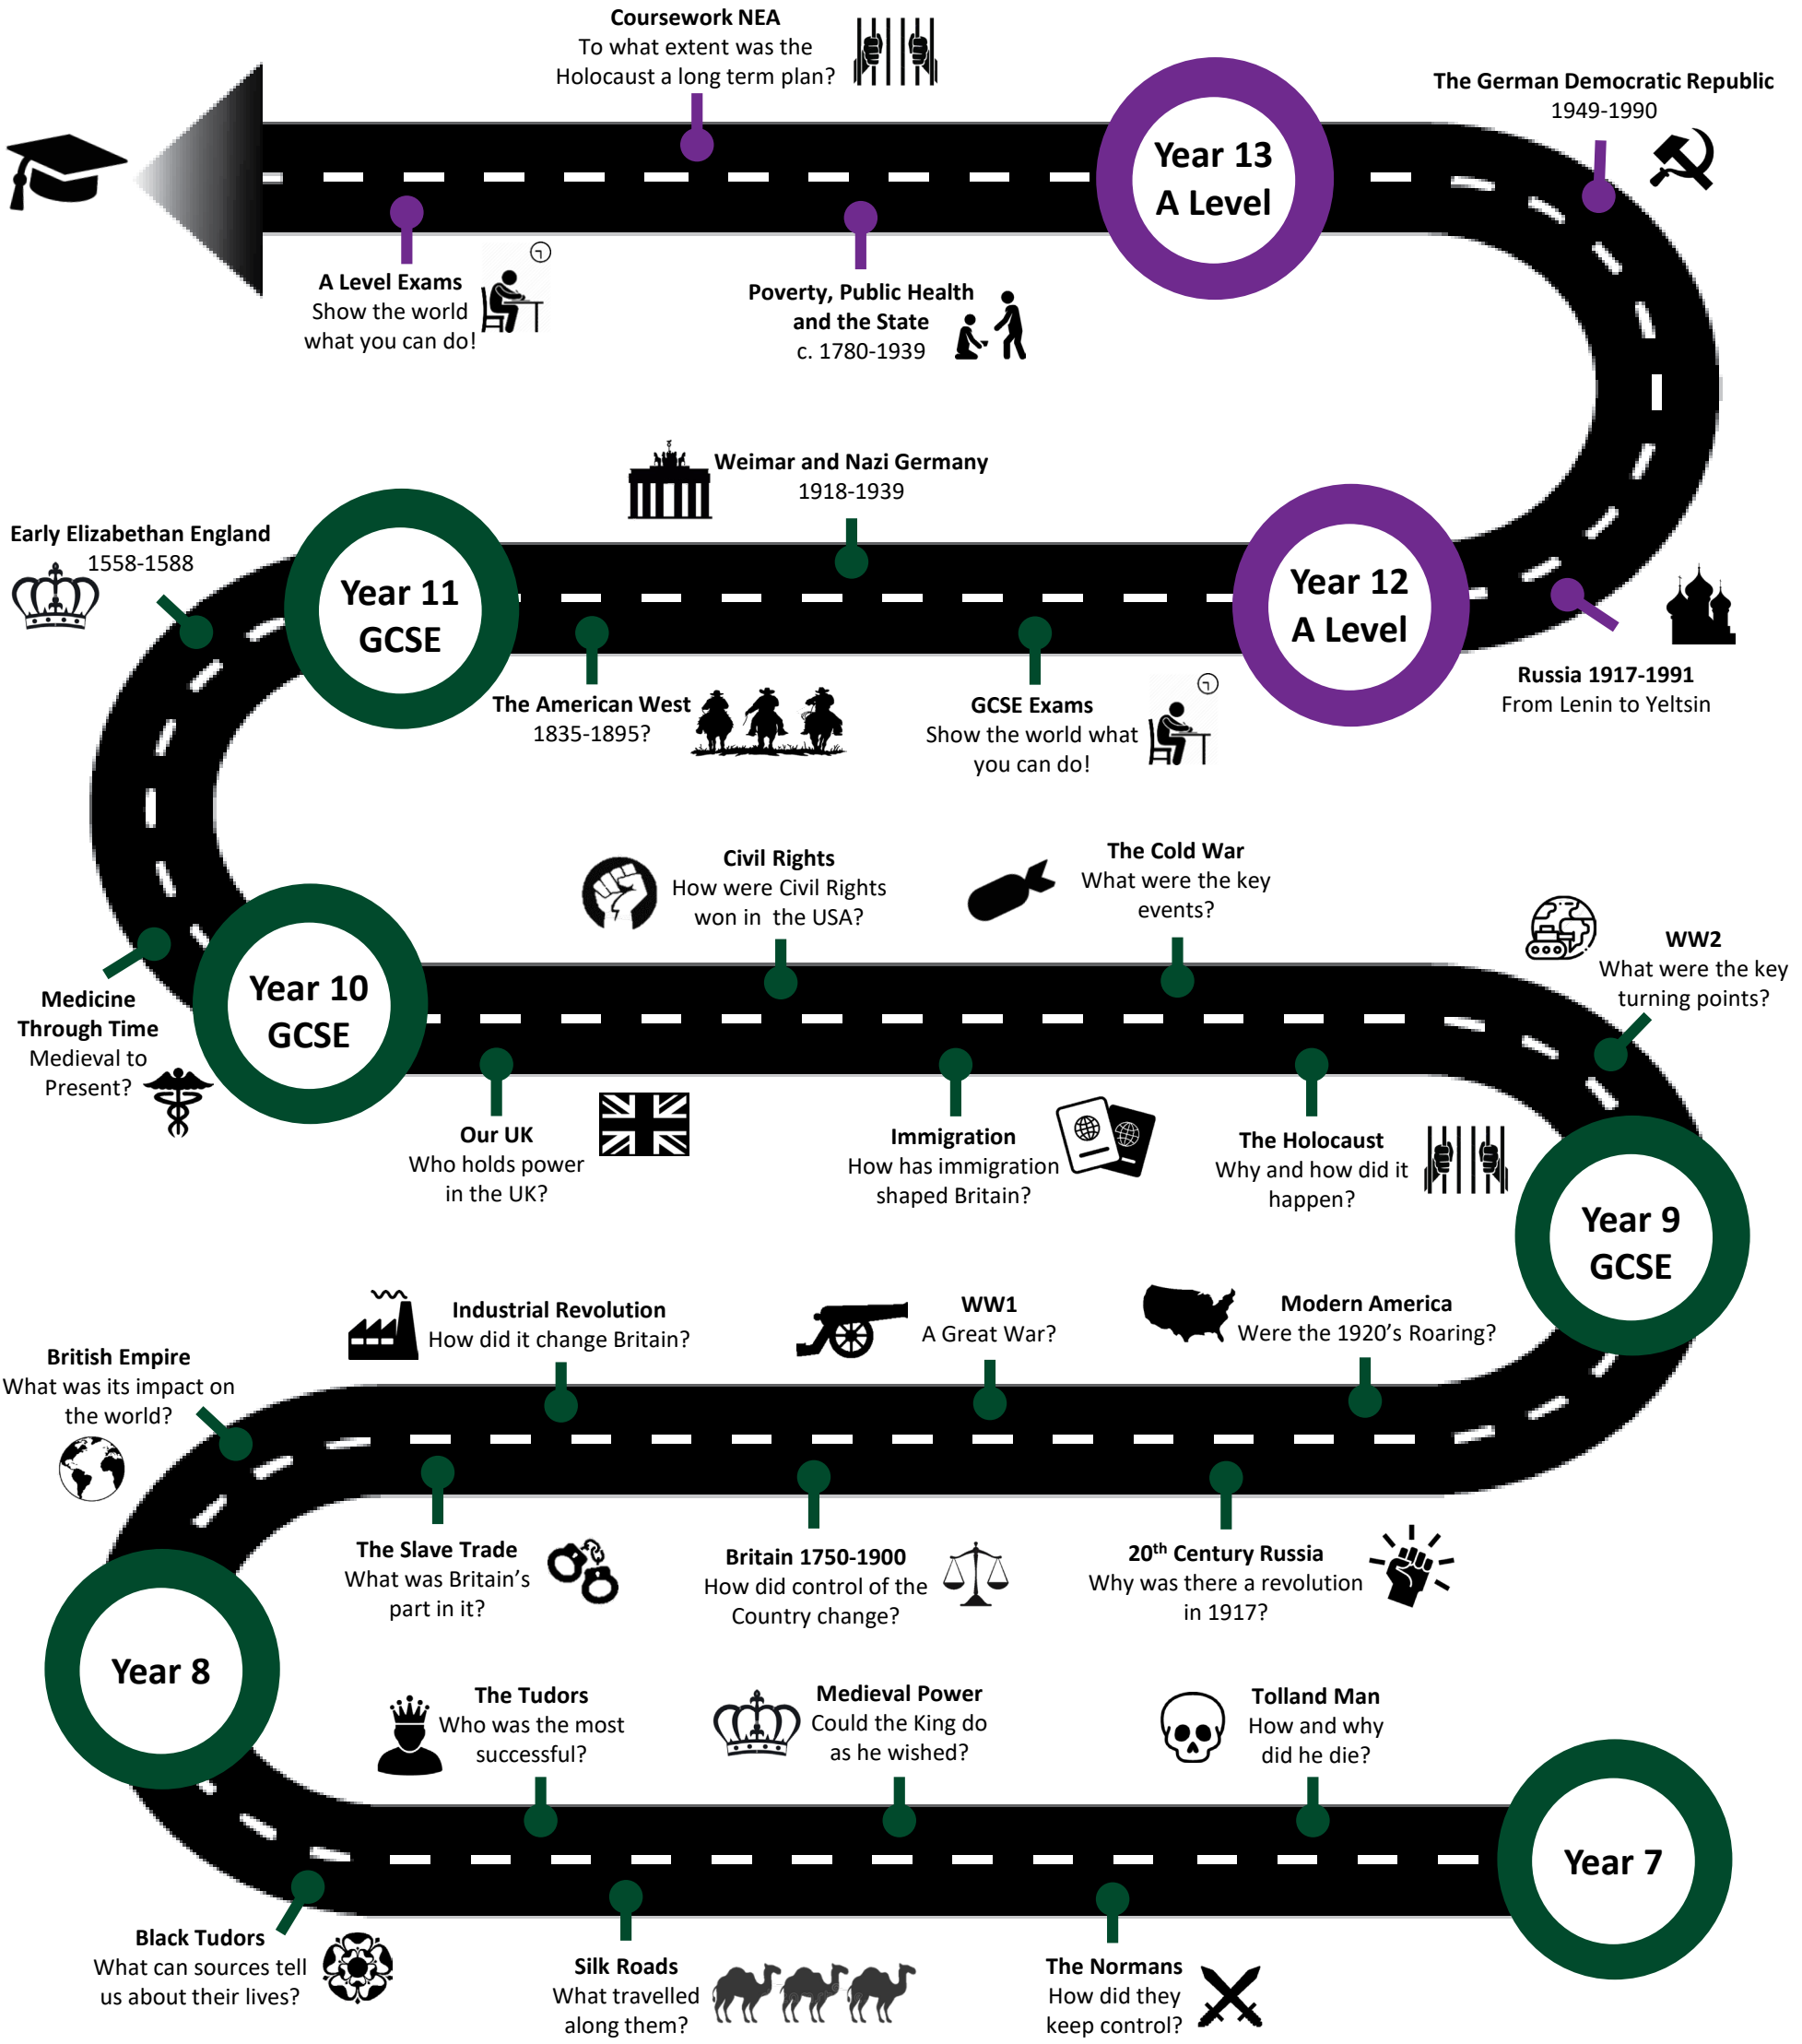 Coursework NEA
To what extent was the
Holocaust a long term plan?
The German Democratic Republic
1949-1990
Year 13
A Level
A Level Exams
Show the world
what you can do!
Poverty, Public Health
and the State
c. 1780-1939
Weimar and Nazi Germany
1918-1939
Early Elizabethan England
1558-1588
Year 11
GCSE
Year 12
A Level
The American West
1835-1895?
GCSE Exams
Show the world what
you can do!
Russia 1917-1991
From Lenin to Yeltsin
Civil Rights
How were Civil Rights
won in the USA?
The Cold War
What were the key
events?
WW2
What were the key
turning points?
Medicine
Through Time
Medieval to
Present?
Year 10
GCSE
Our UK
Who holds power
in the UK?
Immigration
How has immigration
shaped Britain?
The Holocaust
Why and how did it
happen?
Year 9
GCSE
Industrial Revolution
How did it change Britain?
WW1
A Great War?
Modern America
Were the 1920's Roaring?
British Empire
What was its impact on
the world?
The Slave Trade
What was Britain's
part in it?
Britain 1750-1900
How did control of the
Country change?
20th Century Russia
Why was there a revolution
in 1917?
Year 8
The Tudors
Who was the most
successful?
Medieval Power
Could the King do
as he wished?
Tolland Man
How and why
did he die?
Year 7
Black Tudors
What can sources tell
us about their lives?
Silk Roads
What travelled
along them?
The Normans
How did they
keep control?